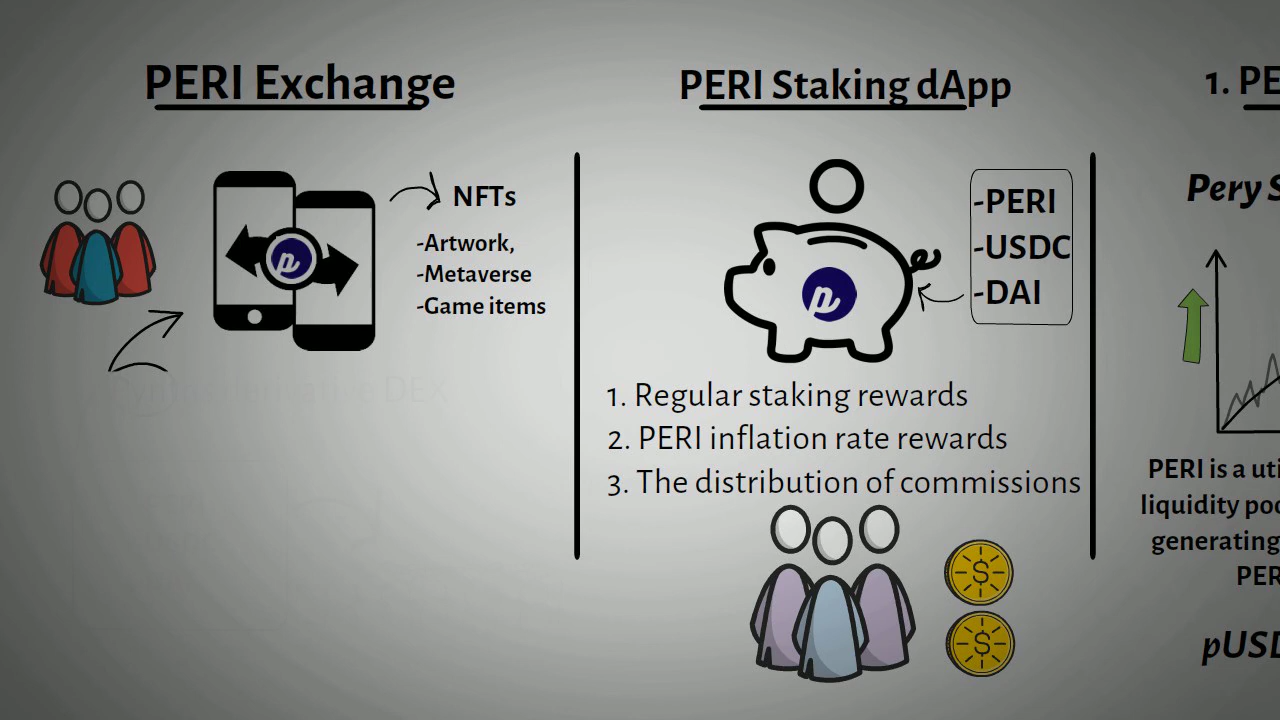 PERI Exchange
NFTs
-Artwork,
-Metaverse
-Game items
p
PERI Staking dApp
-PERI
-USDC
-DAI
p
1. Regular staking rewards
2. PERI inflation rate rewards
3. The distribution of commissions
$
$
1. PE
Pery S
PERI is a uti
liquidity poo
generating
PER
pUSD